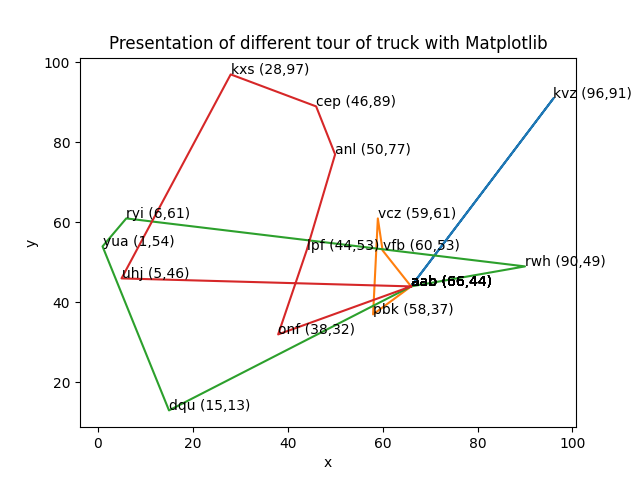 Presentation of different tour of truck with Matplotlib
100
80
60
40
20
y
kxs (28,97)
kvz (96,91)
cep (46,89)
anl (50,77)
ryi (6,61)
vcz (59,61)
yua (1,54)
lpf (44,53)
vfb (60,53)
rwh (90,49)
uhj (5,46)
pbk (58,37)
onf (38,32)
dqu (15,13)
0
20
40
60
80
100
x